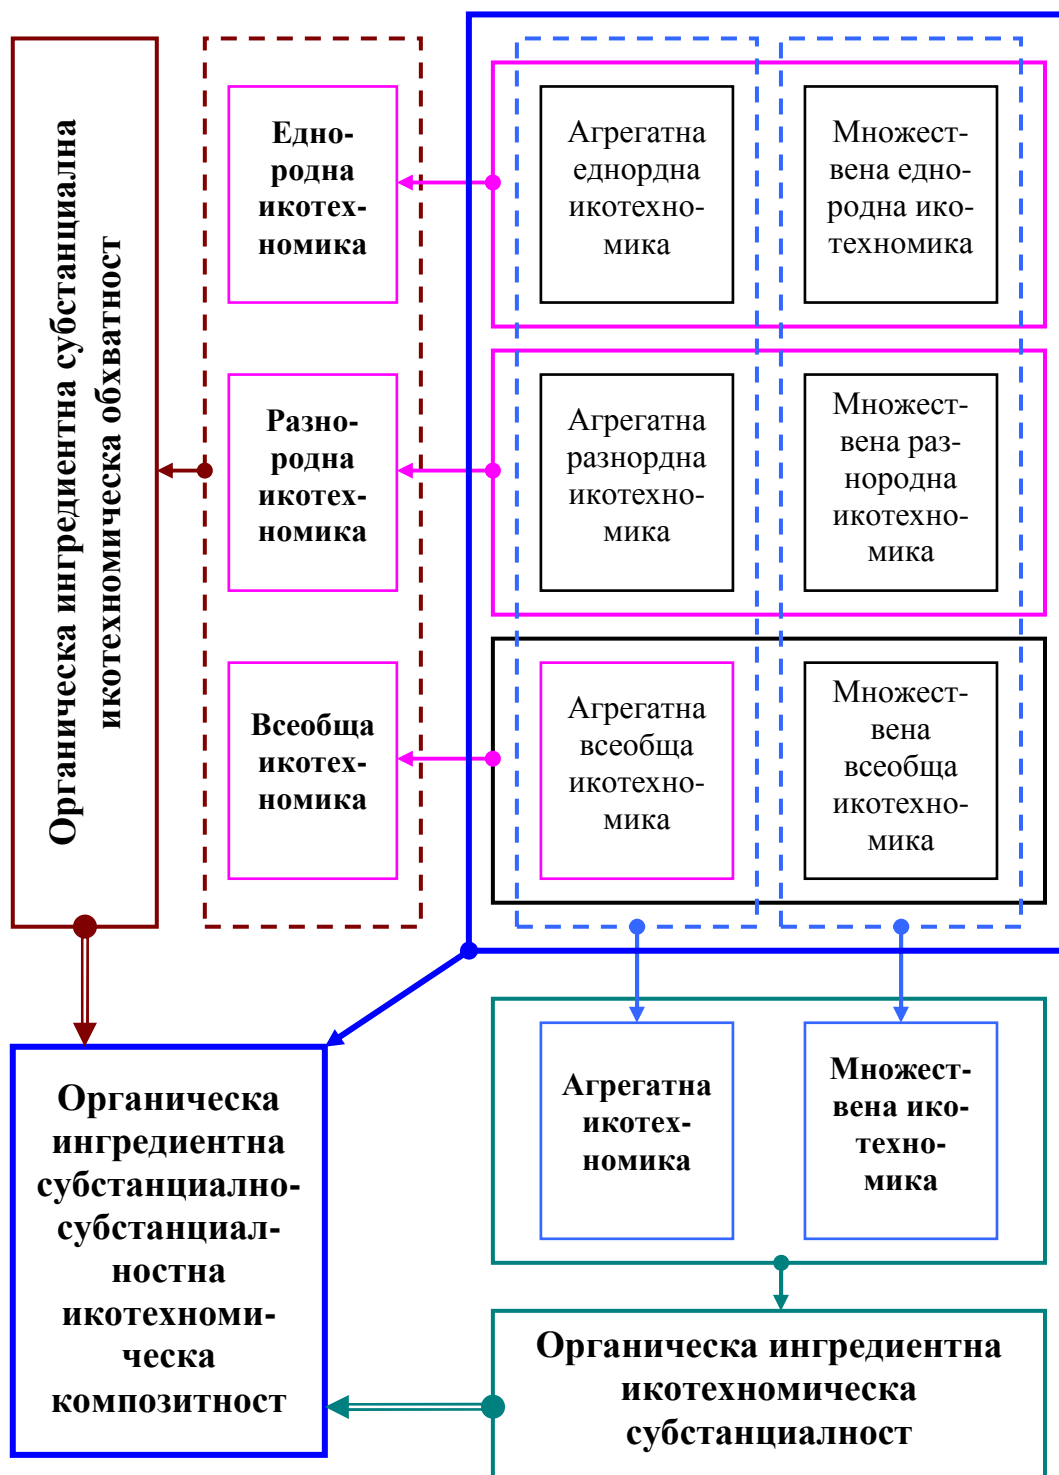 Органическа ингредиентна субстанциална
икотехномическа обхватност
Едно-
родна
икотех-
номика
Агрегатна
еднордна
икотехно-
мика
Множест-
вена едно-
родна ико-
техномика
Разно-
родна
икотех-
номика
Агрегатна
разнордна
икотехно-
мика
Множест-
вена раз-
нородна
икотехно-
мика
Всеобща
икотех-
номика
Агрегатна
всеобща
икотехно-
мика
Множест-
вена
всеобща
икотехно-
мика
Органическа
ингредиентна
субстанциално-
субстанциал-
ностна
икотехноми-
ческа
композитност
Агрегатна
икотех-
номика
Множест-
вена ико-
техно-
мика
Органическа ингредиентна
икотехномическа
субстанциалност